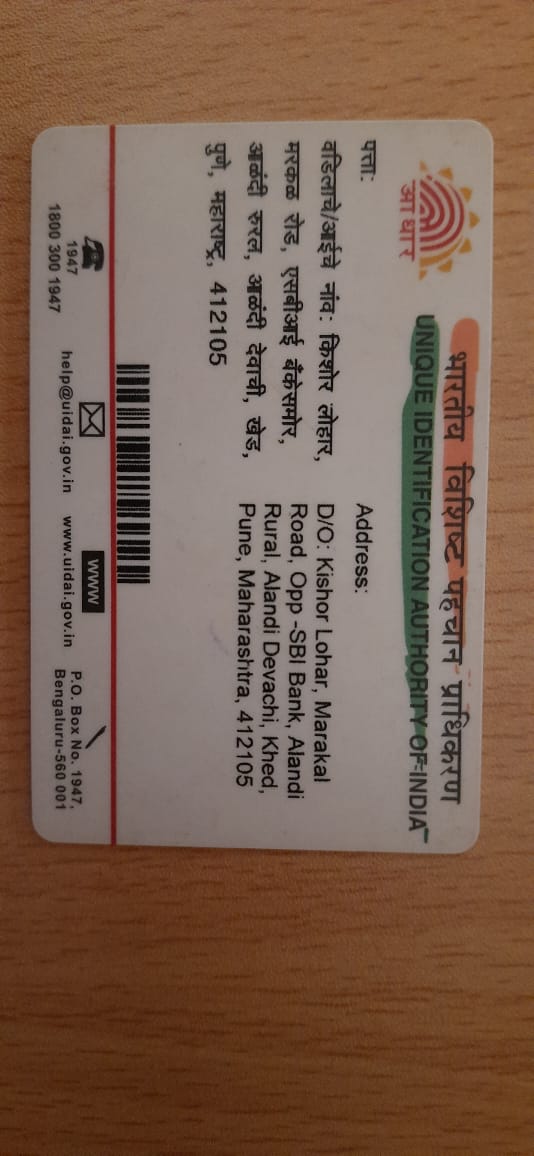 भारतीय विशिष्ट पहचान प्राधिकरण
UNIQUE IDENTIFICATION AUTHORITY OF INDIA
आधार
पत्ता:
वडिलाचे/आईचे नांव: किशोर लोहार,
मरकळ रोड, एसबीआई बँकेसमोर,
आळंदी रुरल, आळंदी देवाची, खेड,
पुणे, महाराष्ट्र, 412105
Address:
D/O: Kishor Lohar, Marakal
Road, Opp -SBI Bank, Alandi
Rural, Alandi Devachi, Khed,
Pune, Maharashtra, 412105
1947
1800 300 1947
help@uidai.gov.in
WWW
www.uidai.gov.in
P.O. Box No. 1947,
Bengaluru-560 001